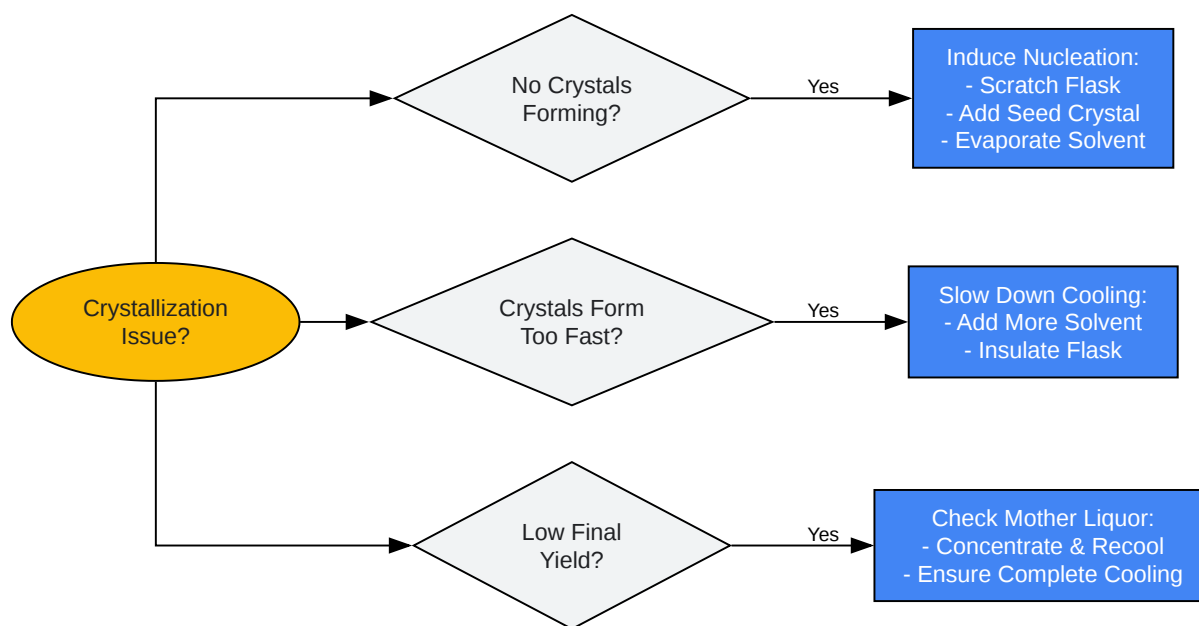 No Crystals
Forming?
Yes
Induce Nucleation:
- Scratch Flask
- Add Seed Crystal
- Evaporate Solvent
Crystallization
Issue?
Crystals Form
Too Fast?
Yes
Slow Down Cooling:
- Add More Solvent
- Insulate Flask
Low Final
Yield?
Yes
Check Mother Liquor:
- Concentrate & Recool
- Ensure Complete Cooling